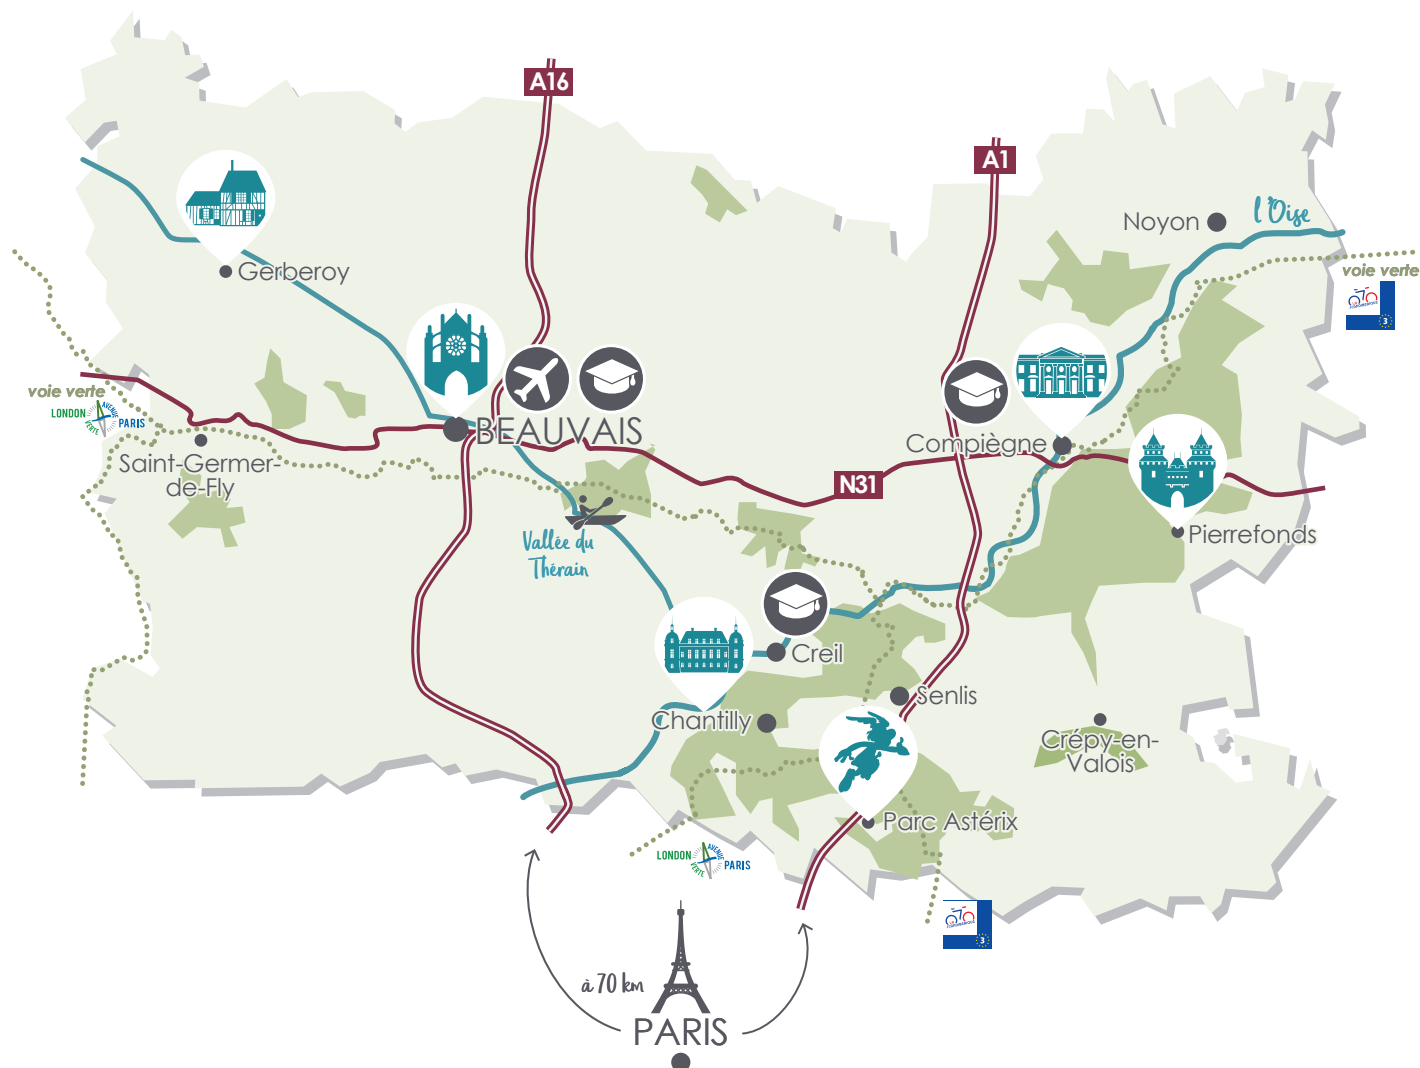 A16
A1
Noyon
l'Oise
Gerberoy
voie verte
3
voie verte
LONDON
AVENUE
VERTE
PARIS
BEAUVAIS
Compiègne
Saint-Germer-
de-Fly
N31
Pierrefonds
Vallée du
Thérain
Creil
Senlis
Chantilly
Crépy-en-
Valois
Parc Astérix
LONDON
AVENUE
VERTE
PARIS
3
à 70 km
PARIS